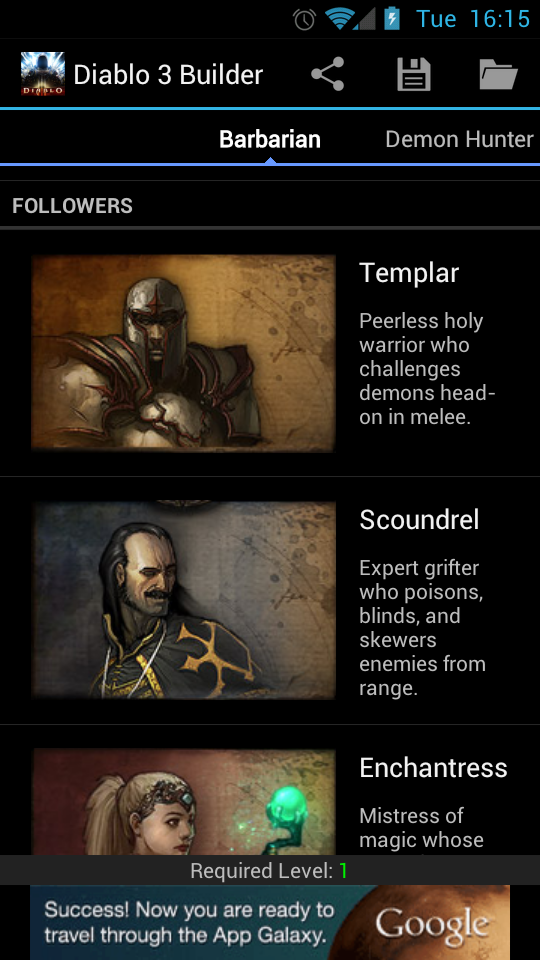 Tue 16:15
DIABLO
Diablo 3 Builder
Barbarian
Demon Hunter
FOLLOWERS
Templar
Peerless holy
warrior who
challenges
demons head-
on in melee.
Scoundrel
Expert grifter
who poisons,
blinds, and
skewers
enemies from
range.
Enchantress
Mistress of
magic whose
Required Level: 1
Success! Now you are ready to
travel through the App Galaxy.
Google